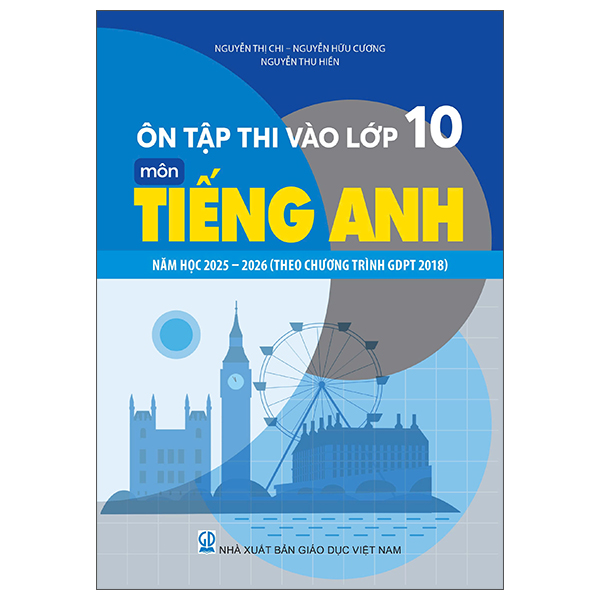 NGUYỄN THỊ CHI – NGUYỄN HỮU CƯƠNG
NGUYỄN THU HIỀN
ÔN TẬP THI VÀO LỚP 10
môn
TIẾNG ANH
NĂM HỌC 2025 – 2026 (THEO CHƯƠNG TRÌNH GDPT 2018)
GD
NHÀ XUẤT BẢN GIÁO DỤC VIỆT NAM